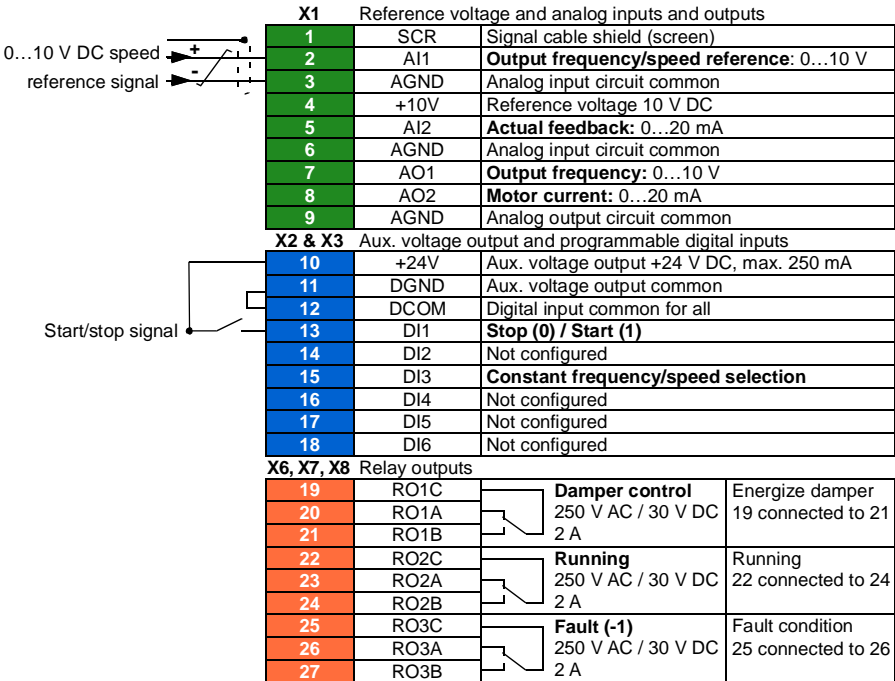 X1 Reference voltage and analog inputs and outputs
1 SCR Signal cable shield (screen)
0…10 V DC speed + 2 AI1 Output frequency/speed reference: 0…10 V
reference signal - 3 AGND Analog input circuit common
4 +10V Reference voltage 10 V DC
5 AI2 Actual feedback: 0…20 mA
6 AGND Analog input circuit common
7 AO1 Output frequency: 0…10 V
8 AO2 Motor current: 0…20 mA
9 AGND Analog output circuit common
X2 & X3 Aux. voltage output and programmable digital inputs
10 +24V Aux. voltage output +24 V DC, max. 250 mA
11 DGND Aux. voltage output common
12 DCOM Digital input common for all
Start/stop signal 13 DI1 Stop (0) / Start (1)
14 DI2 Not configured
15 DI3 Constant frequency/speed selection
16 DI4 Not configured
17 DI5 Not configured
18 DI6 Not configured
X6, X7, X8 Relay outputs
19 RO1C Damper control Energize damper
20 RO1A 250 V AC / 30 V DC 19 connected to 21
21 RO1B 2 A
22 RO2C Running Running
23 RO2A 250 V AC / 30 V DC 22 connected to 24
24 RO2B 2 A
25 RO3C Fault (-1) Fault condition
26 RO3A 250 V AC / 30 V DC 25 connected to 26
27 RO3B 2 A